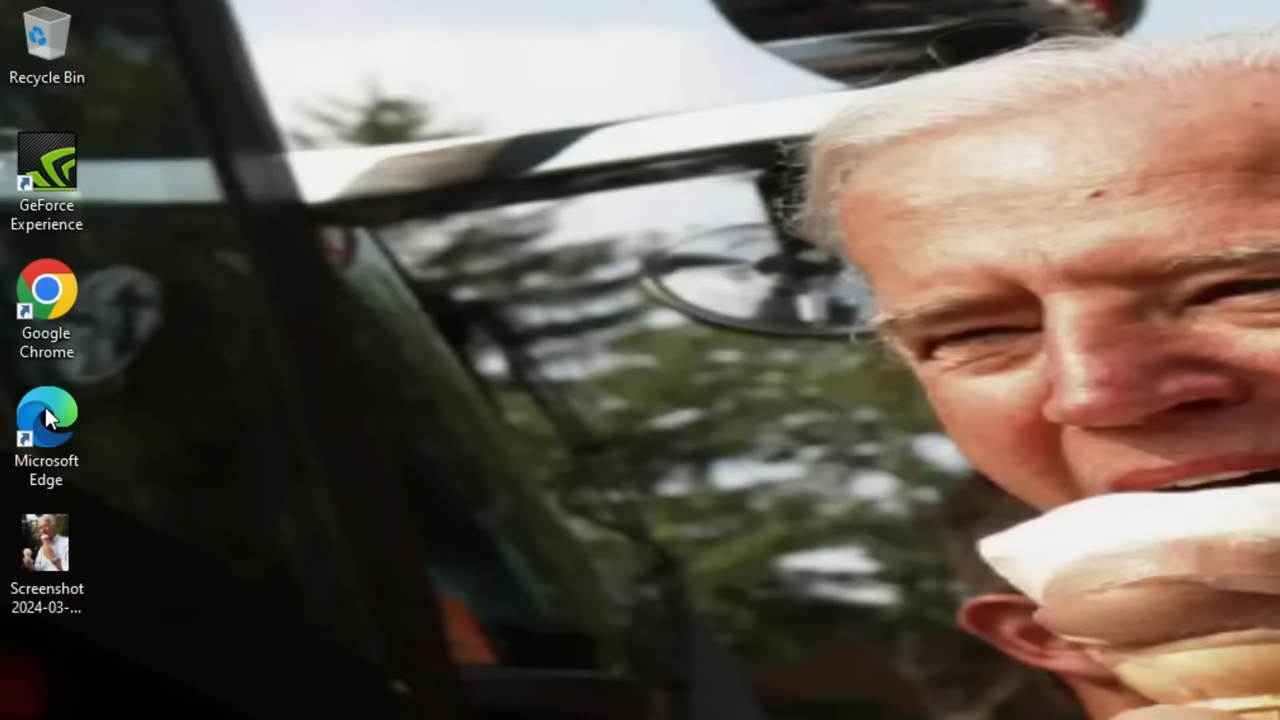 Recycle Bin
GeForce
Experience
Google
Chrome
Microsoft
Edge
Screenshot
2024-03-...